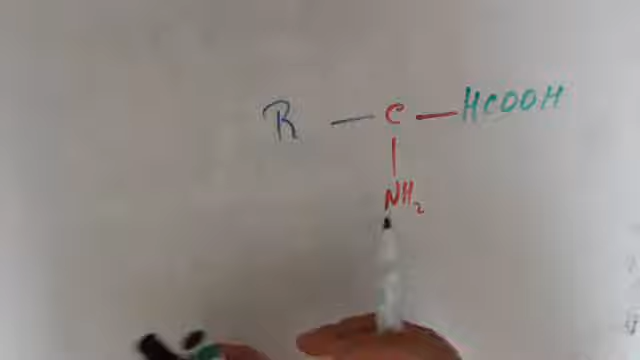 R — C — HCOOH
|
NH₂